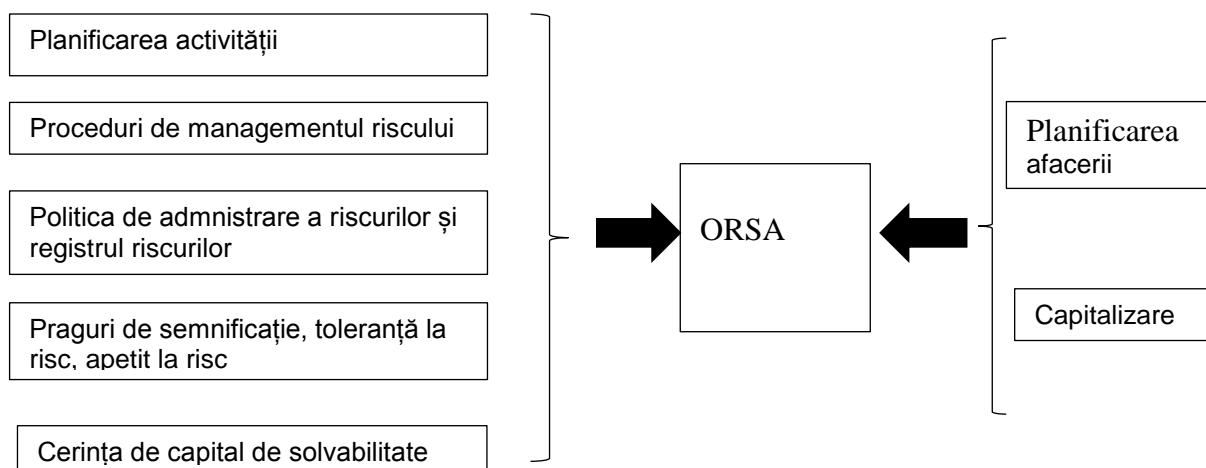 Planificarea activității
Proceduri de managementul riscului
Politica de admnistrare a riscurilor și
registrul riscurilor
Praguri de semnificație, toleranță la
risc, apetit la risc
Cerința de capital de solvabilitate
ORSA
Planificarea
afacerii
Capitalizare